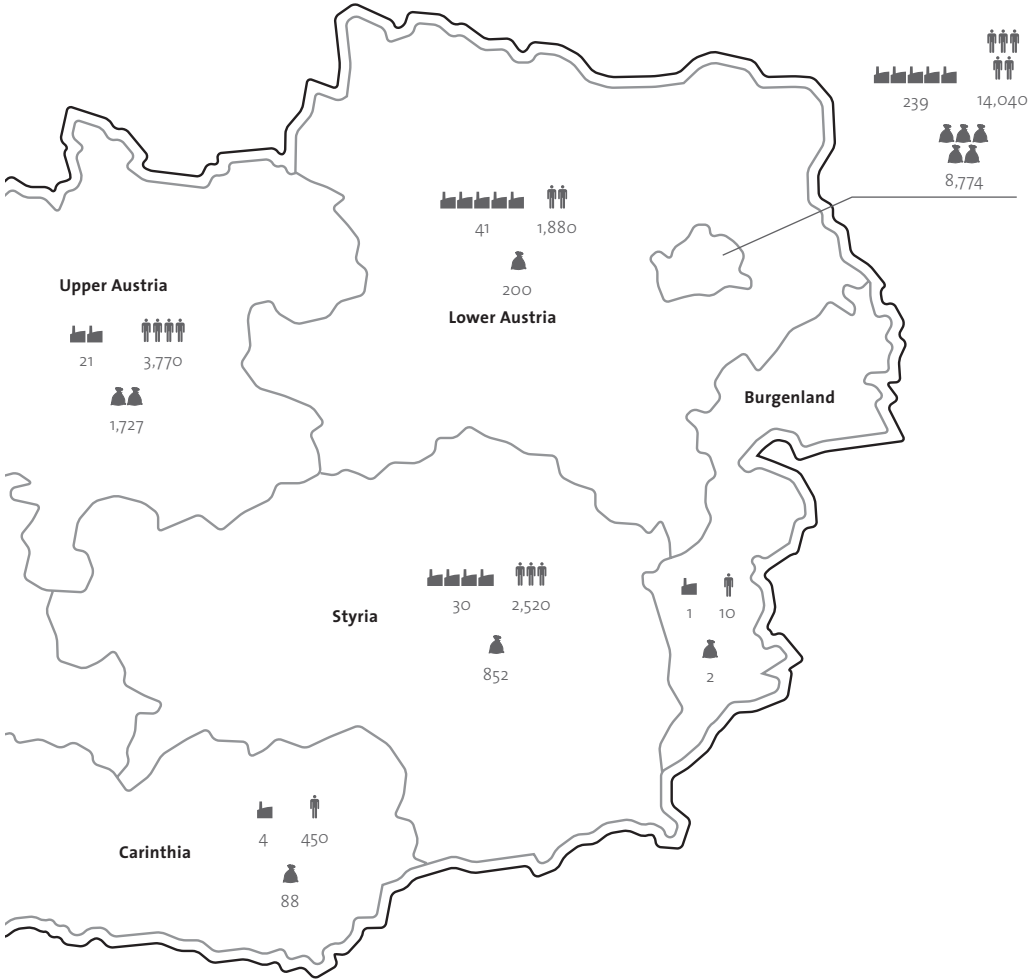 239 14,040
8,774
41 1,880
200
Lower Austria
Upper Austria
21 3,770
1,727
Burgenland
1 10
2
Styria
30 2,520
852
Carinthia
4 450
88